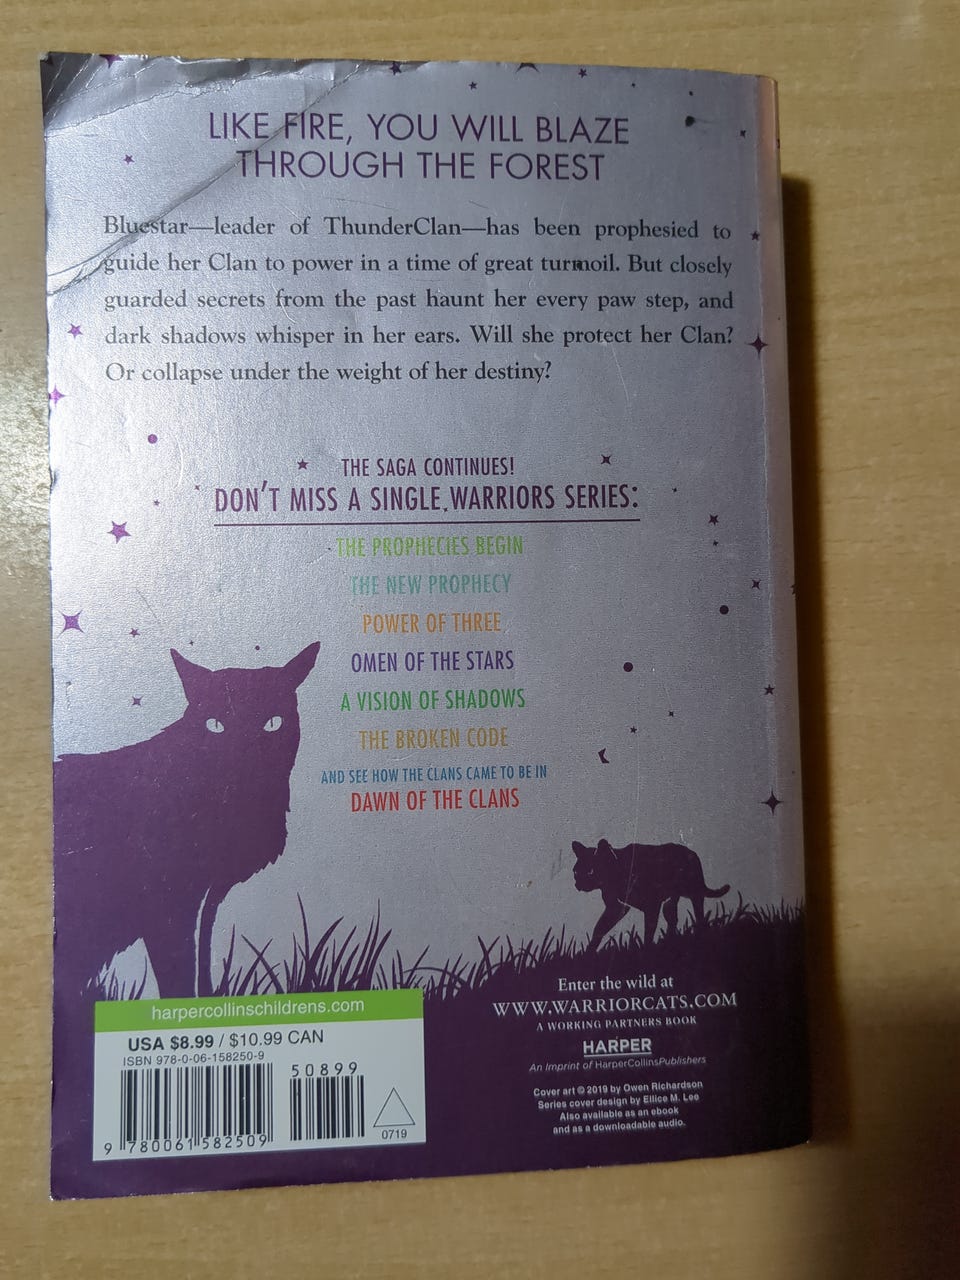 LIKE FIRE, YOU WILL BLAZE
THROUGH THE FOREST
Bluestar—leader of ThunderClan—has been prophesied to
guide her Clan to power in a time of great turmoil. But closely
guarded secrets from the past haunt her every paw step, and
dark shadows whisper in her ears. Will she protect her Clan?
Or collapse under the weight of her destiny?
THE SAGA CONTINUES!
DON'T MISS A SINGLE WARRIORS SERIES:
THE PROPHECIES BEGIN
THE NEW PROPHECY
POWER OF THREE
OMEN OF THE STARS
A VISION OF SHADOWS
THE BROKEN CODE
AND SEE HOW THE CLANS CAME TO BE IN
DAWN OF THE CLANS
Enter the wild at
WWW.WARRIORCATS.COM
A WORKING PARTNERS BOOK
HARPER
An Imprint of HarperCollinsPublishers
Cover art © 2019 by Owen Richardson
Series cover design by Ellice M. Lee
Also available as an ebook
and as a downloadable audio.
harpercollinschildrens.com
USA $8.99 / $10.99 CAN
ISBN 978-0-06-158250-9
50899
9 780061 582509
0719